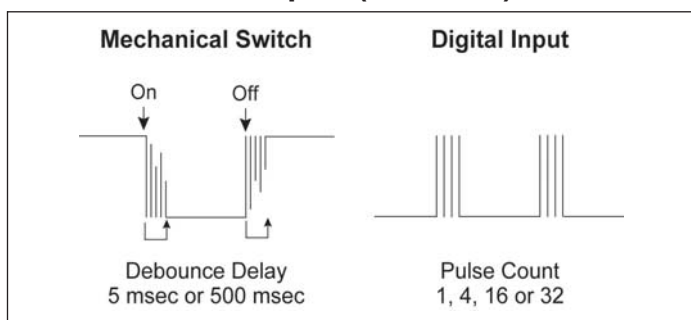 Mechanical Switch
Digital Input
On
Off
Debounce Delay
5 msec or 500 msec
Pulse Count
1, 4, 16 or 32